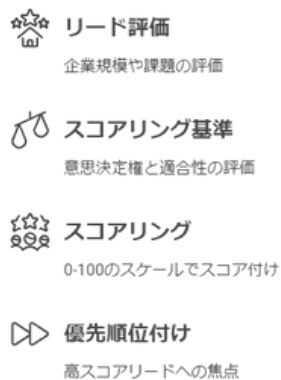 リード評価
企業規模や課題の評価
スコアリング基準
意思決定権と適合性の評価
スコアリング
0-100のスケールでスコア付け
優先順位付け
高スコアリードへの焦点